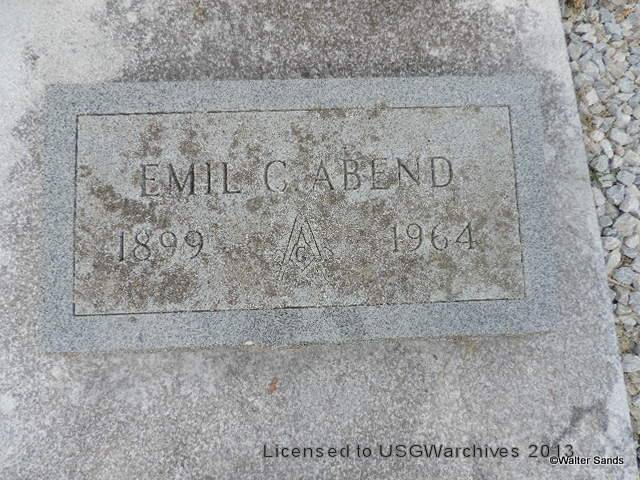 EMIL C ABEND
1899 G 1964
Licensed to USGWarchives 2013
©Walter Sands